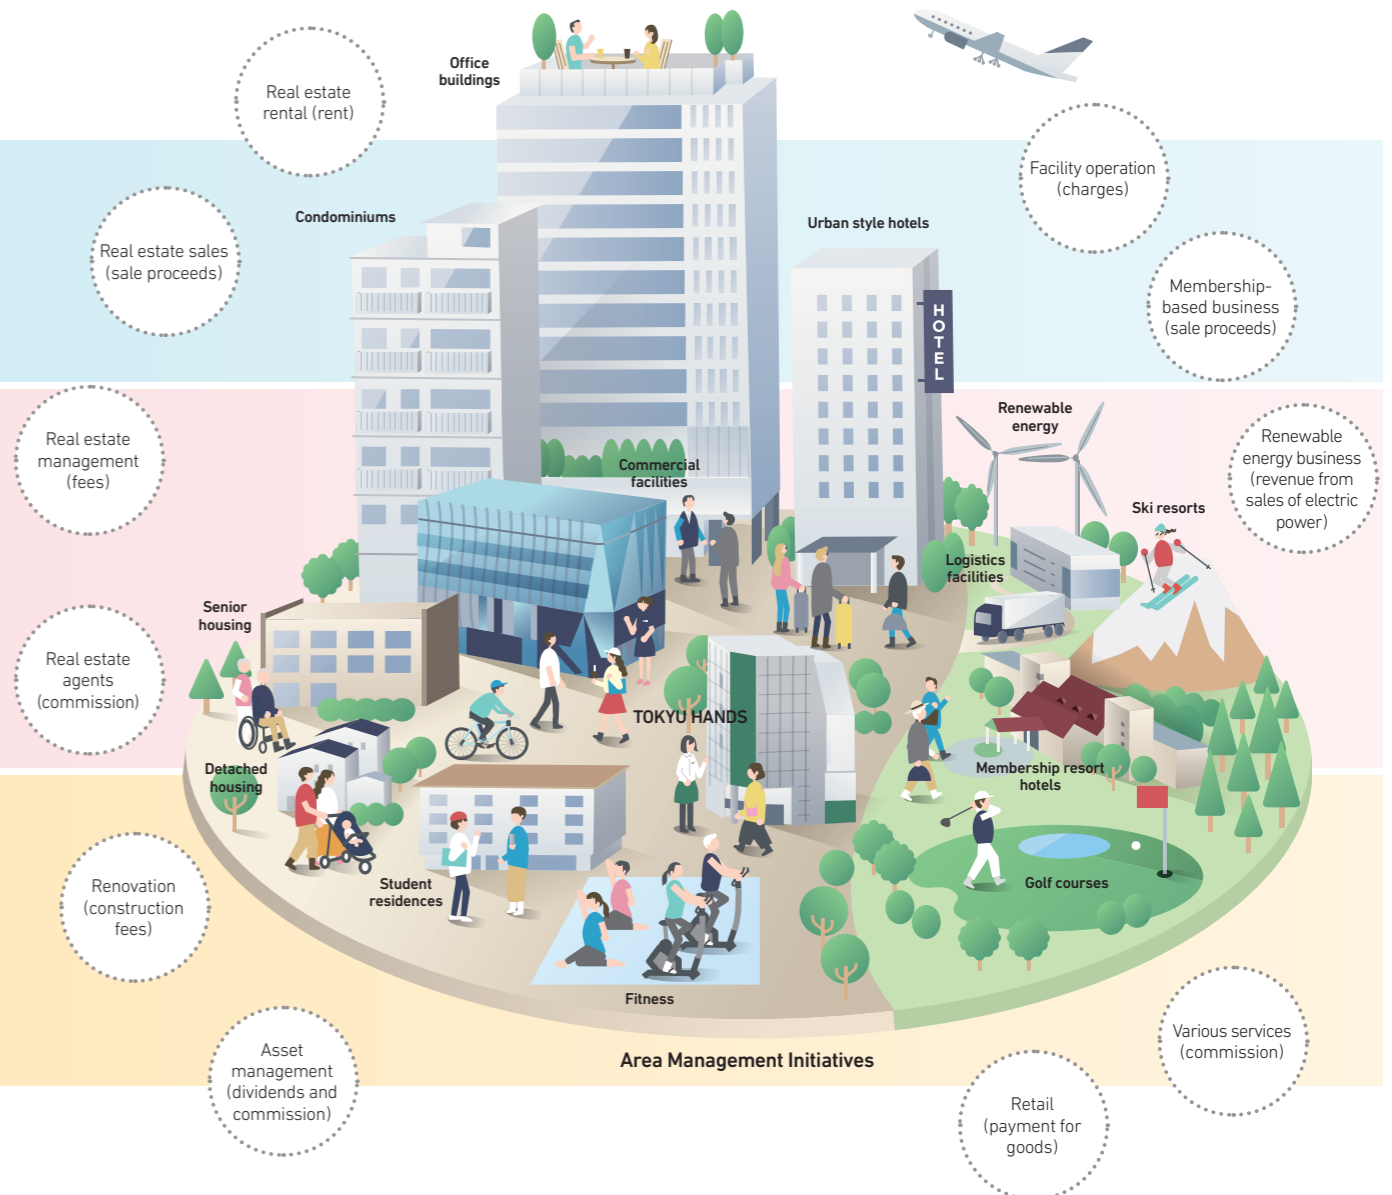 Office
buildings
Real estate
rental (rent)
Facility operation
(charges)
Condominiums
Urban style hotels
Real estate sales
(sale proceeds)
Membership-
based business
(sale proceeds)
H
O
T
E
L
Renewable
energy
Real estate
management
(fees)
Commercial
facilities
Renewable
energy business
(revenue from
sales of electric
power)
Ski resorts
Logistics
facilities
Senior
housing
Real estate
agents
(commission)
TOKYU HANDS
Detached
housing
Membership resort
hotels
Student
residences
Golf courses
Renovation
(construction
fees)
Fitness
Area Management Initiatives
Various services
(commission)
Asset
management
(dividends and
commission)
Retail
(payment for
goods)